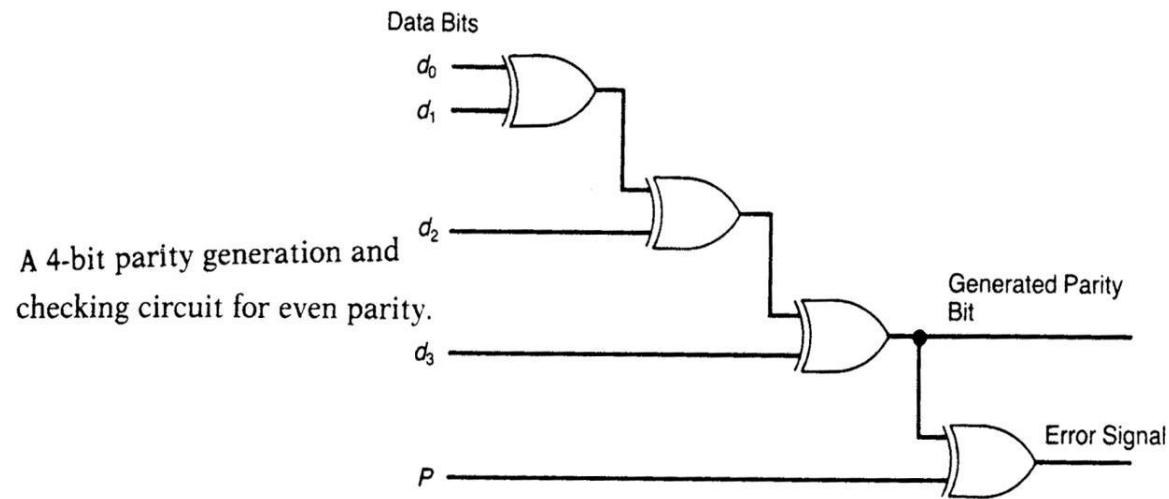 Data Bits
d₀
d₁
d₂
A 4-bit parity generation and
checking circuit for even parity.
Generated Parity
Bit
d₃
Error Signal
P